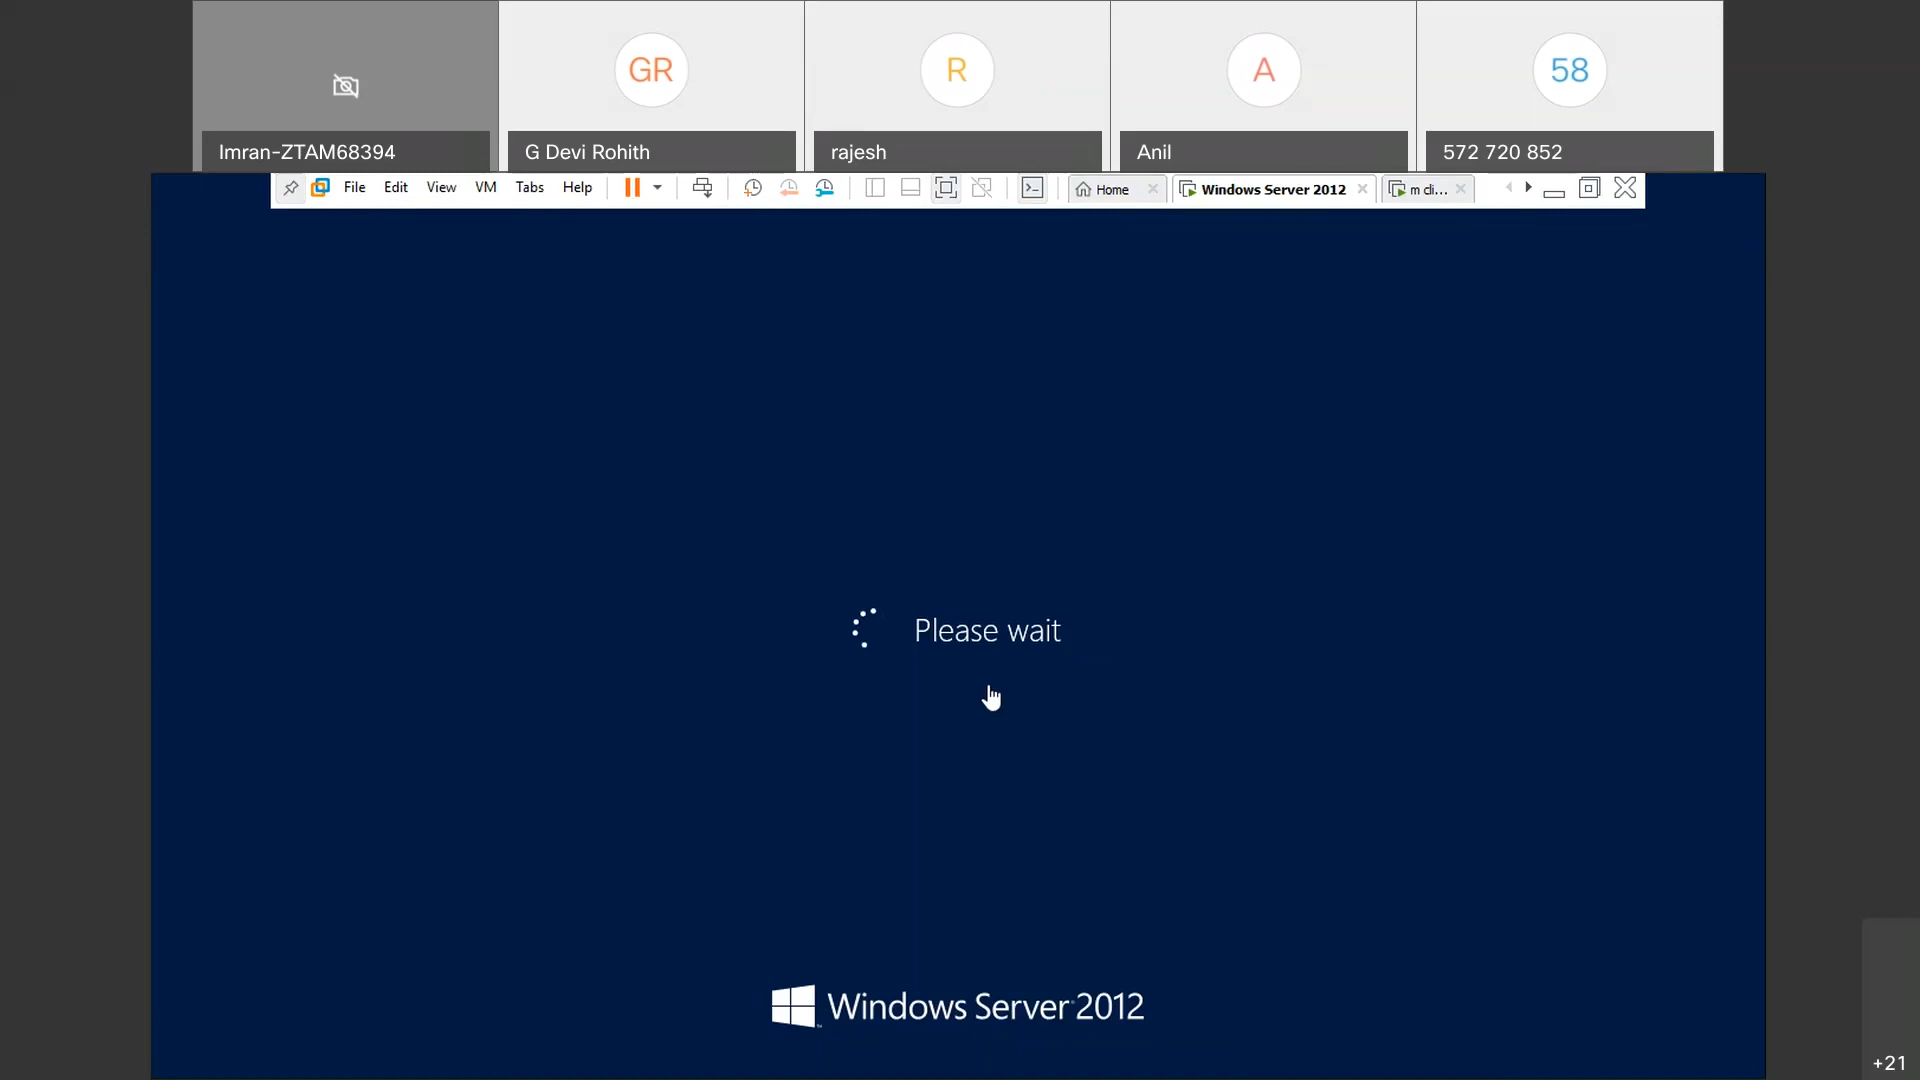 GR
R
A
58
Imran-ZTAM68394
G Devi Rohith
rajesh
Anil
572 720 852
File Edit View VM Tabs Help
Home
Windows Server 2012
m cli...
Please wait
Windows Server 2012
+21